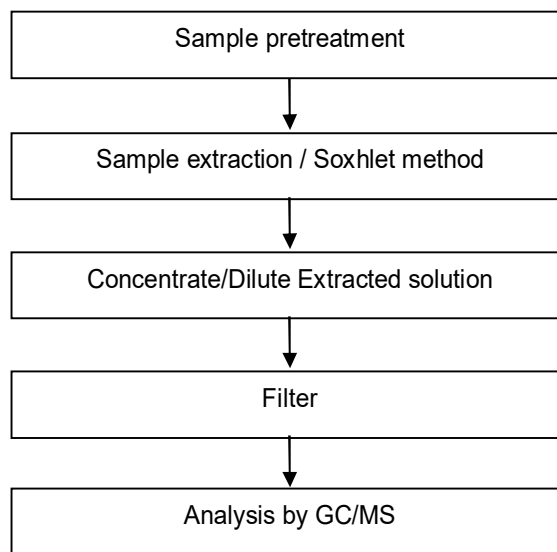 Sample pretreatment
Sample extraction / Soxhlet method
Concentrate/Dilute Extracted solution
Filter
Analysis by GC/MS